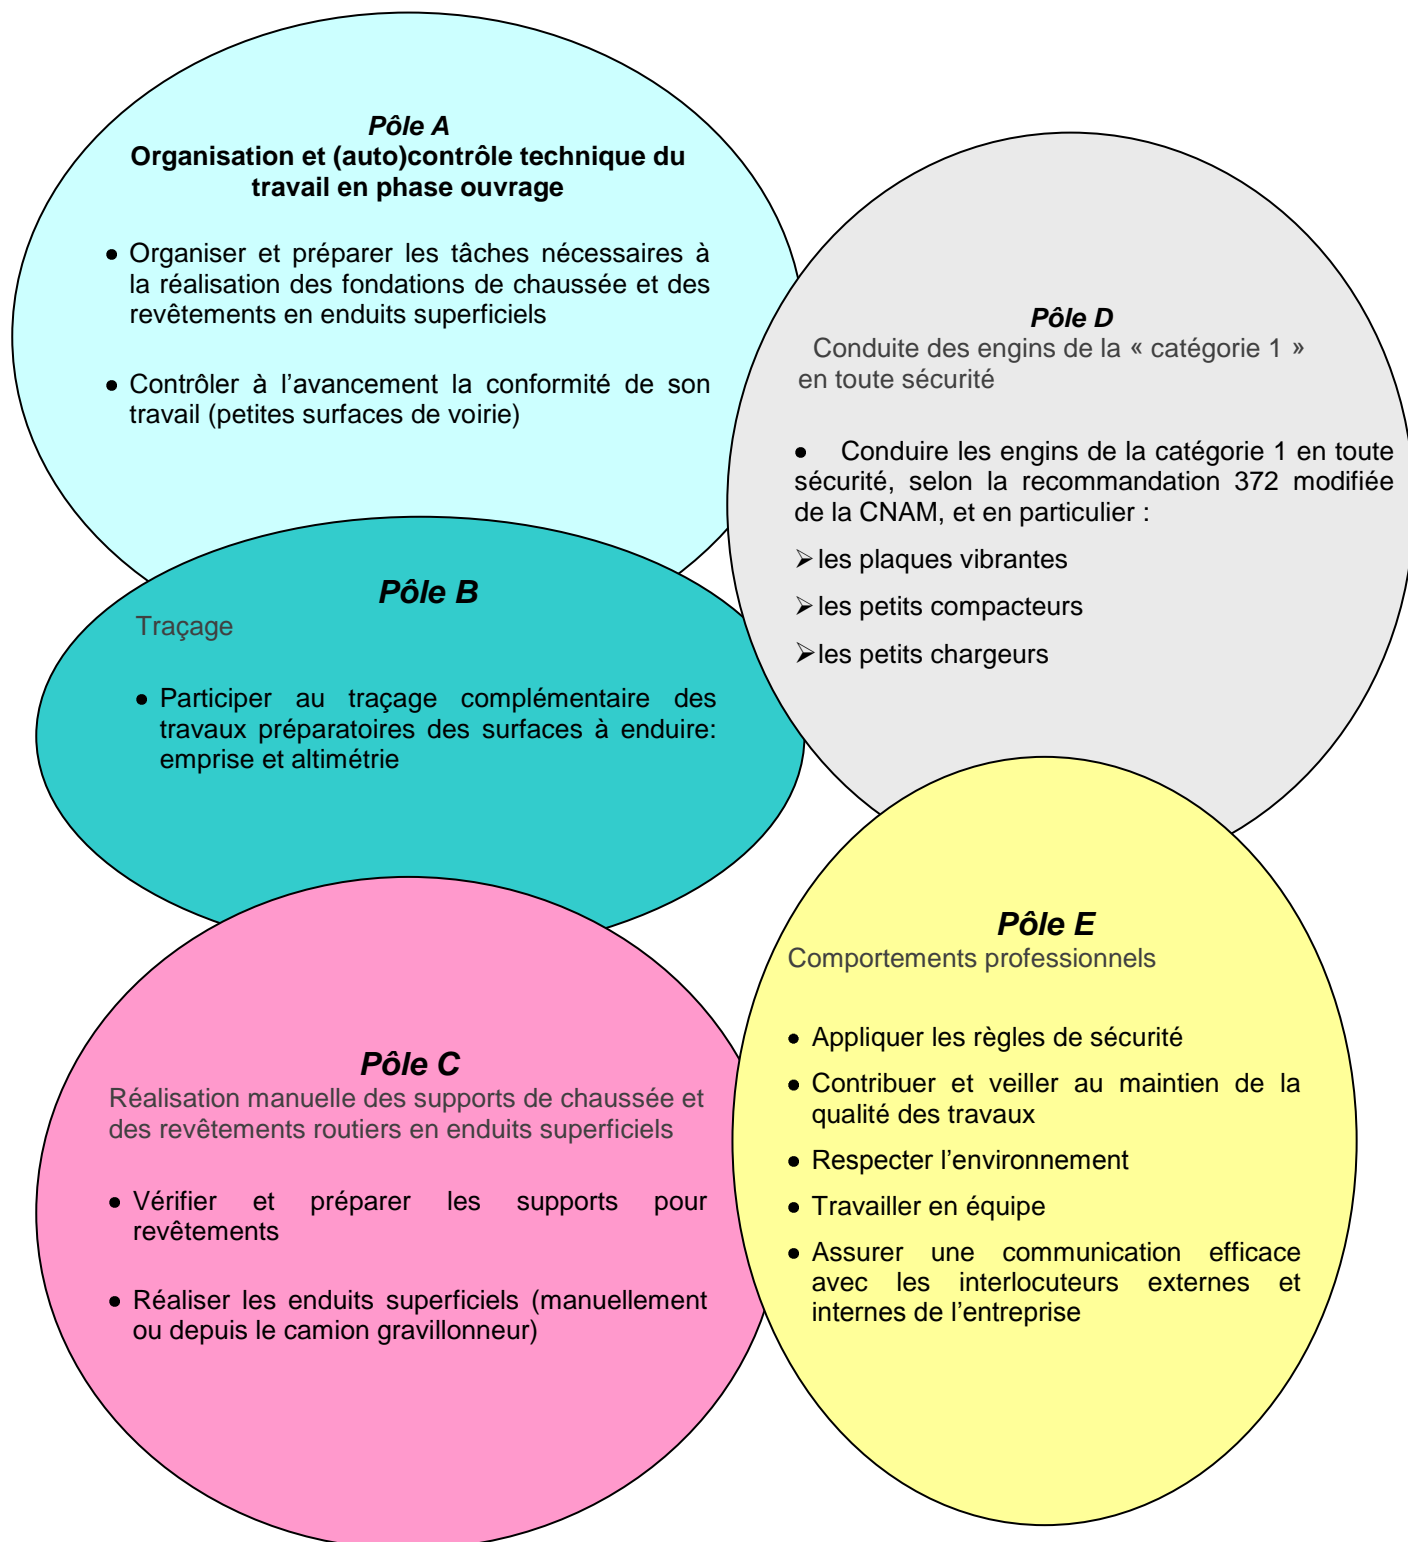 Pôle A
Organisation et (auto)contrôle technique du
travail en phase ouvrage
• Organiser et préparer les tâches nécessaires à
la réalisation des fondations de chaussée et des
revêtements en enduits superficiels
• Contrôler à l’avancement la conformité de son
travail (petites surfaces de voirie)
Pôle B
Traçage
• Participer au traçage complémentaire des
travaux préparatoires des surfaces à enduire:
emprise et altimétrie
Pôle C
Réalisation manuelle des supports de chaussée et
des revêtements routiers en enduits superficiels
• Vérifier et préparer les supports pour
revêtements
• Réaliser les enduits superficiels (manuellement
ou depuis le camion gravillonneur)
Pôle D
Conduite des engins de la « catégorie 1 »
en toute sécurité
• Conduire les engins de la catégorie 1 en toute
sécurité, selon la recommandation 372 modifiée
de la CNAM, et en particulier :
➢ les plaques vibrantes
➢ les petits compacteurs
➢ les petits chargeurs
Pôle E
Comportements professionnels
• Appliquer les règles de sécurité
• Contribuer et veiller au maintien de la
qualité des travaux
• Respecter l’environnement
• Travailler en équipe
• Assurer une communication efficace
avec les interlocuteurs externes et
internes de l’entreprise